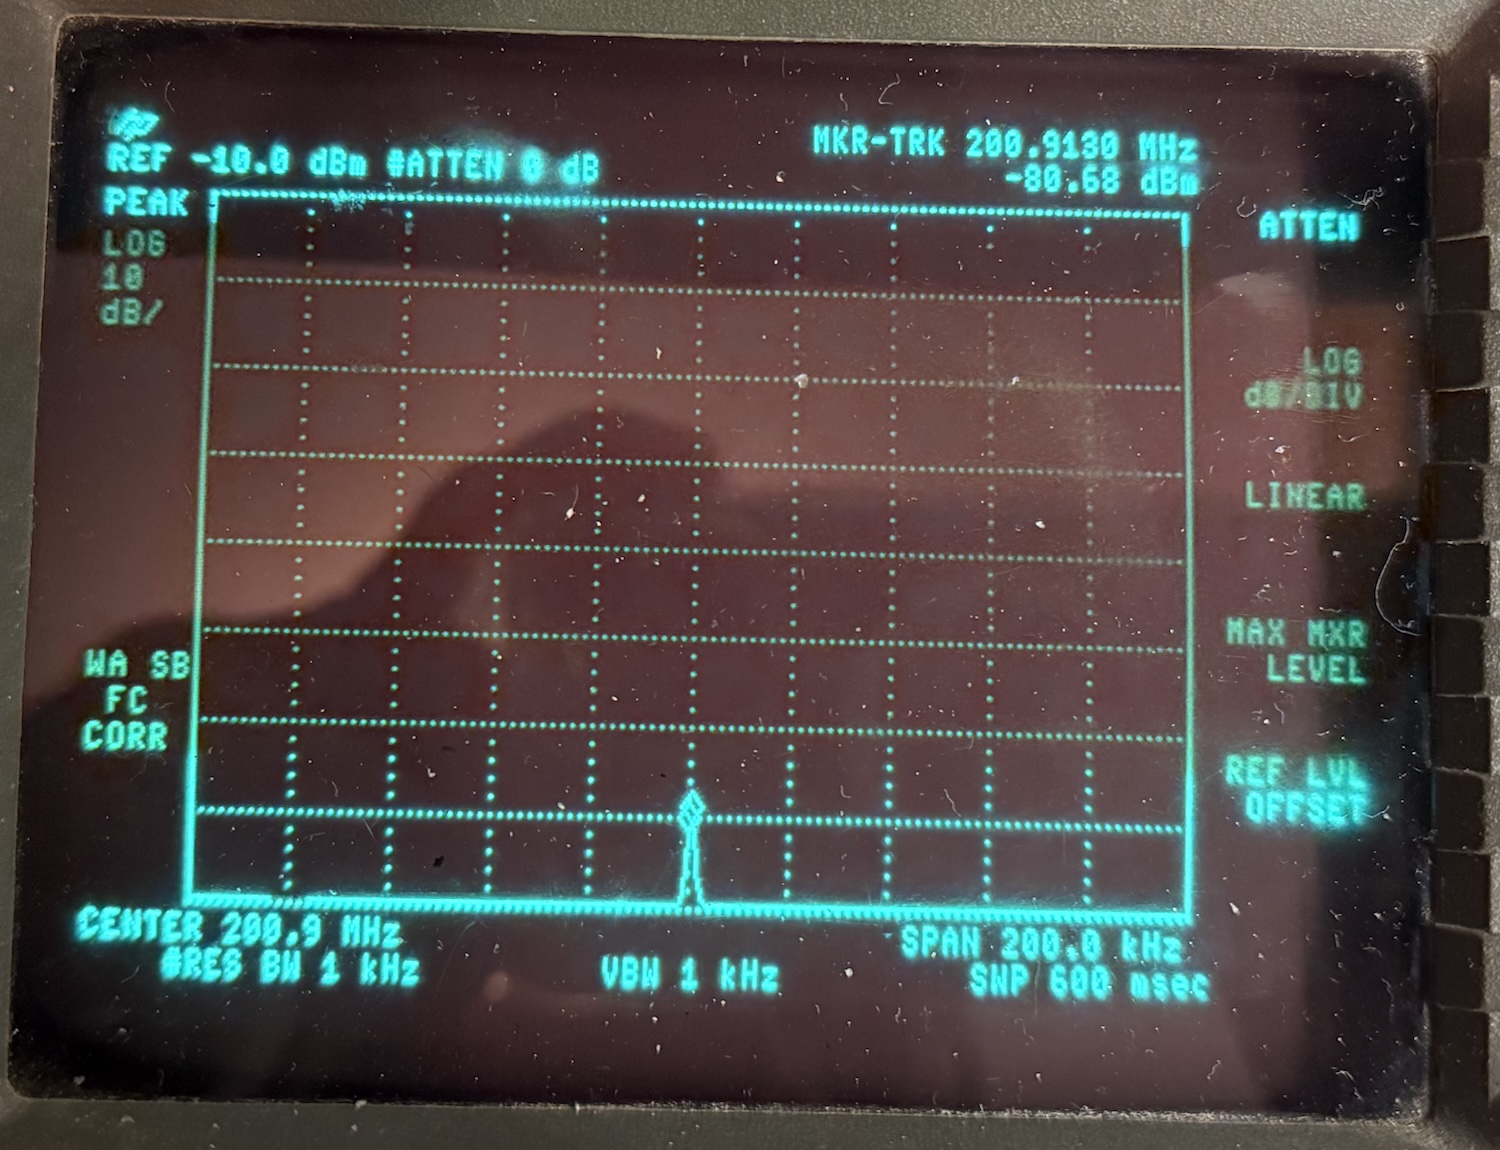 REF -10.0 dBm #ATTEN 0 dB
MKR-TRK 200.9130 MHz
-80.68 dBm
PEAK
LOG
10
dB/
WA SB
FC
CORR
CENTER 200.9 MHz
SPAN 200.0 kHz
#RES BW 1 kHz
VBW 1 kHz
SWP 600 msec
ATTEN
LOG
dB/DIV
LINEAR
MAX MXR
LEVEL
REF LVL
OFFSET